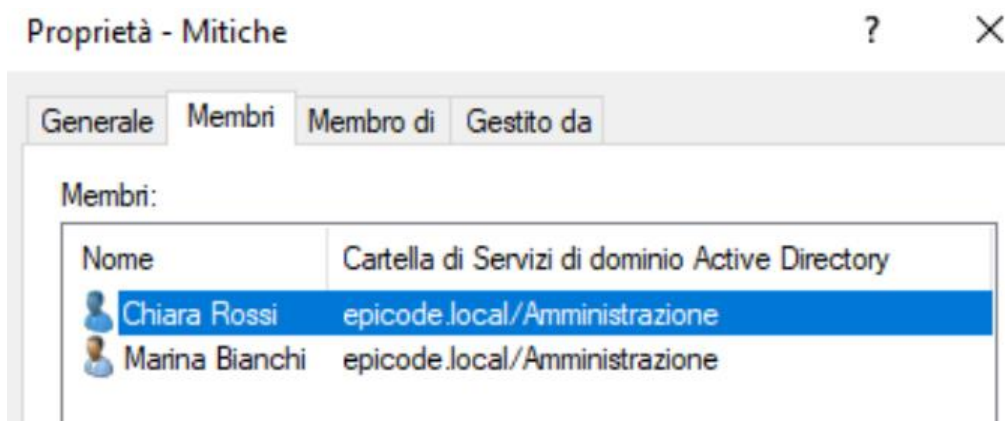 Proprietà - Mitiche ? ×
Generale Membri Membro di Gestito da
Membri:
Nome Cartella di Servizi di dominio Active Directory
Chiara Rossi epicode.local/Amministrazione
Marina Bianchi epicode.local/Amministrazione